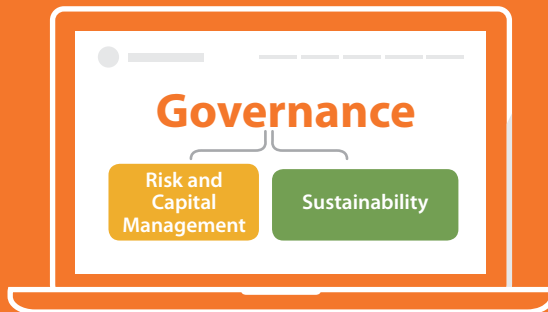 Governance
Risk and
Capital
Management
Sustainability